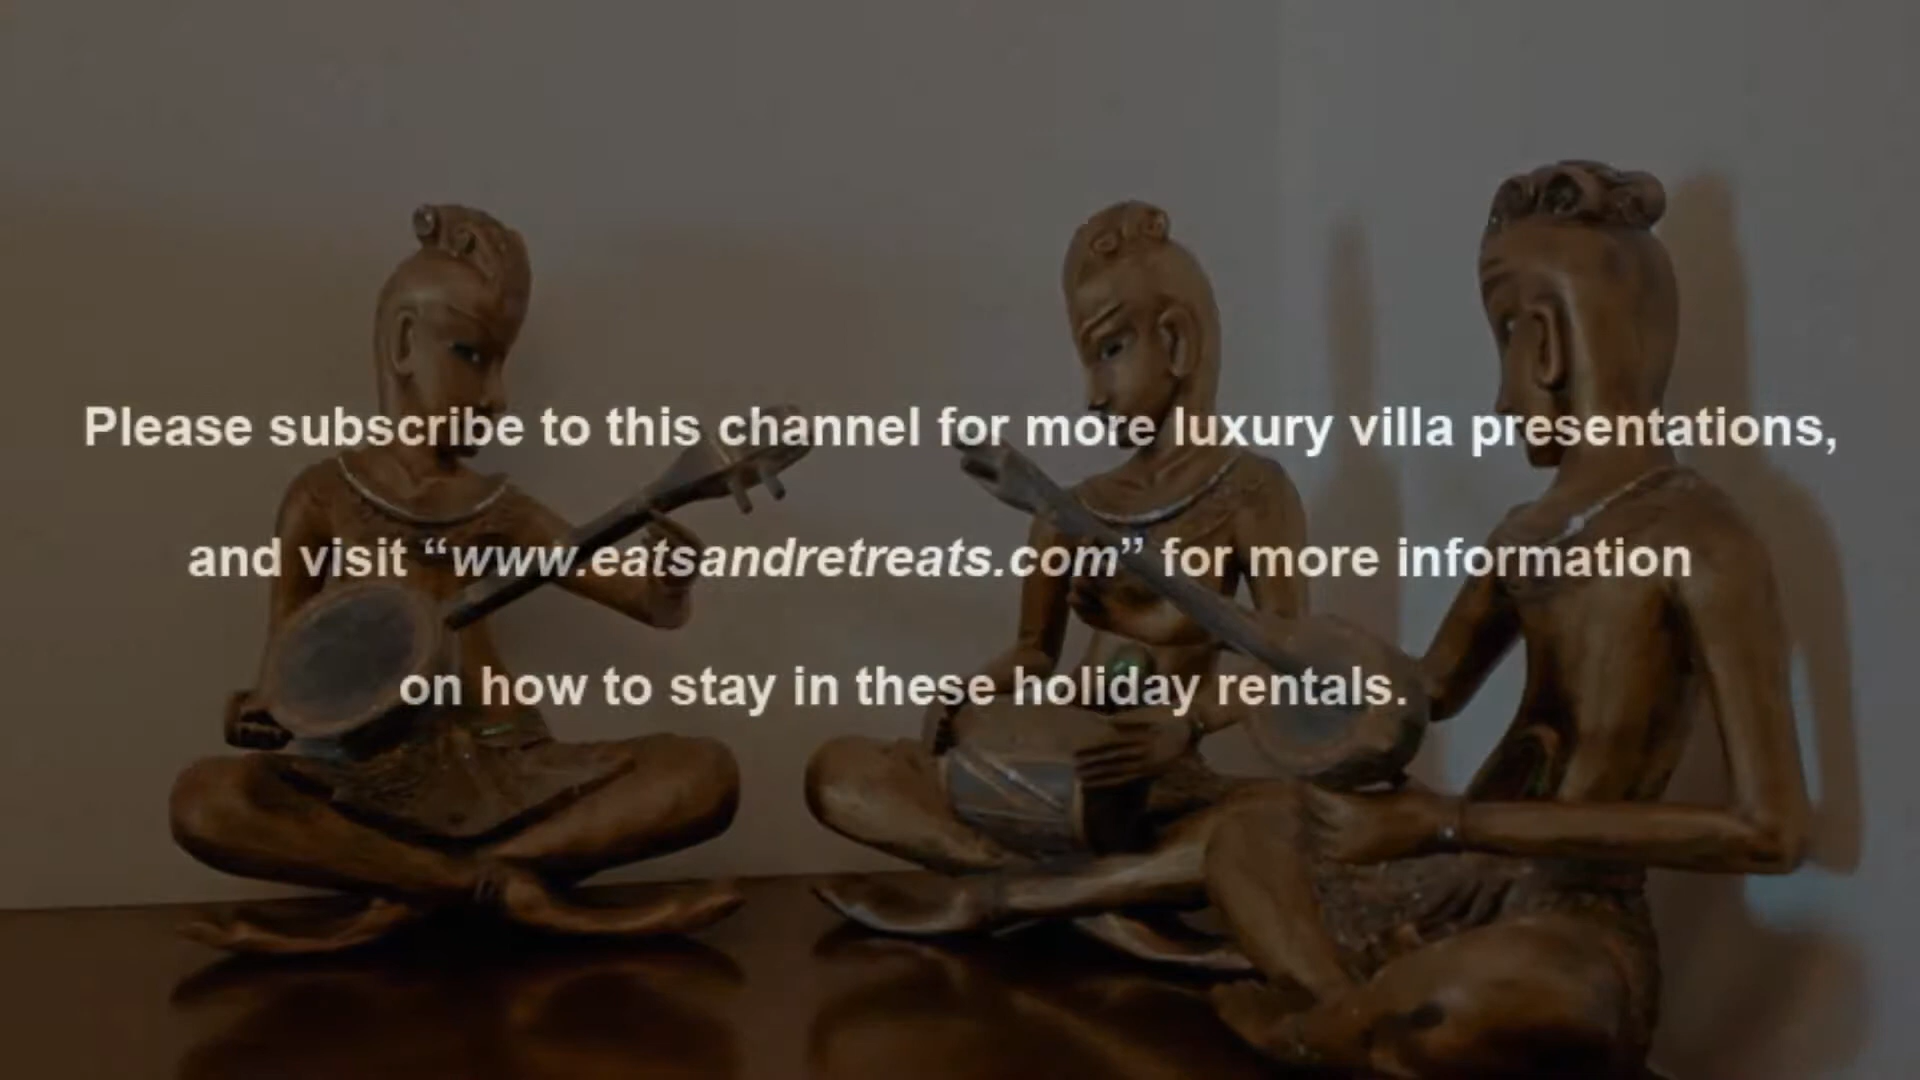 Please subscribe to this channel for more luxury villa presentations,
and visit “www.eatsandretreats.com” for more information
on how to stay in these holiday rentals.